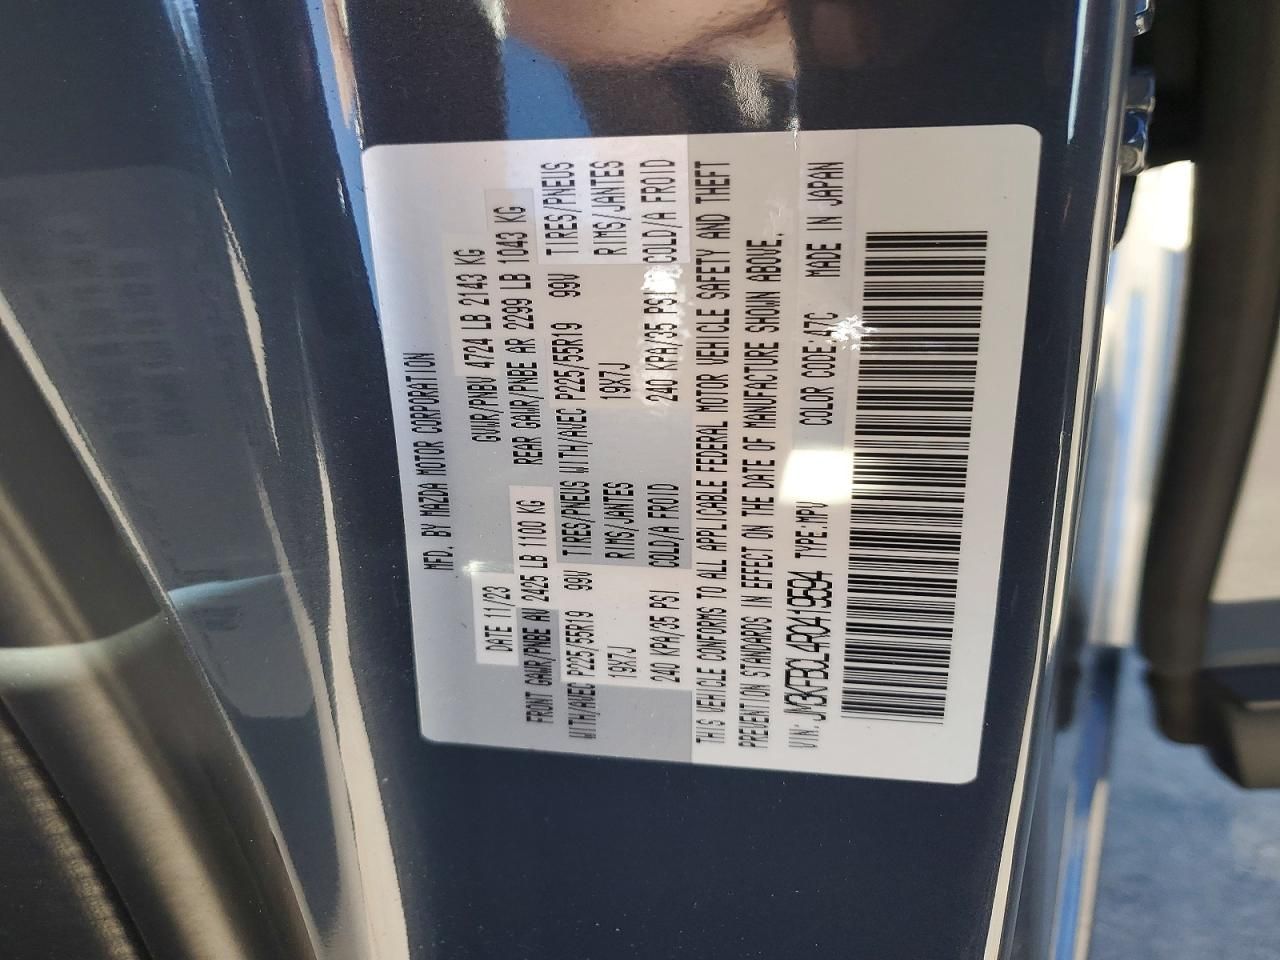 MFD. BY MAZDA MOTOR CORPORATION
DATE 11/23 GVWR/PNBV 4724 LB 2143 KG
FRONT GAWR/PNBE AV 2425 LB 1100 KG REAR GAWR/PNBE AR 2299 LB 1043 KG
WITH/AVEC P225/55R19 99V TIRES/PNEUS WITH/AVEC P225/55R19 99V TIRES/PNEUS
19X7J RIMS/JANTES 19X7J RIMS/JANTES
240 KPA/35 PSI COLD/A FROID 240 KPA/35 PSI COLD/A FROID
THIS VEHICLE CONFORMS TO ALL APPLICABLE FEDERAL MOTOR VEHICLE SAFETY AND THEFT
PREVENTION STANDARDS IN EFFECT ON THE DATE OF MANUFACTURE SHOWN ABOVE.
VIN: JM3KFBCL4R0419594 TYPE:MPV COLOR CODE:47C MADE IN JAPAN